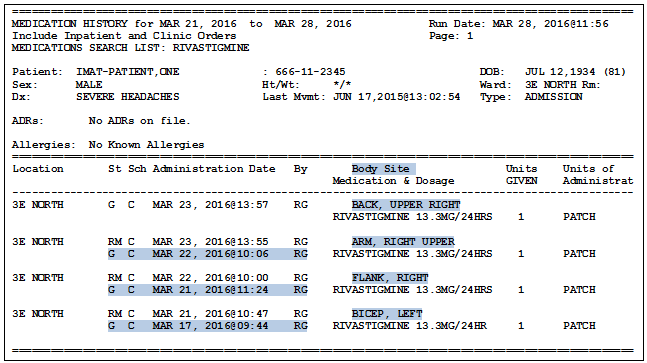 MEDICATION HISTORY for MAR 21, 2016 to MAR 28, 2016 Run Date: MAR 28, 2016@11:56
Include Inpatient and Clinic Orders Page: 1
MEDICATIONS SEARCH LIST: RIVASTIGMINE
Patient: IMAT-PATIENT,ONE : 666-11-2345 DOB: JUL 12,1934 (81)
Sex: MALE Ht/Wt: */* Ward: 3E NORTH Rm:
Dx: SEVERE HEADACHES Last Mvmt: JUN 17,2015@13:02:54 Type: ADMISSION
ADRs: No ADRs on file.
Allergies: No Known Allergies
Location St Sch Administration Date By Body Site Units Units of
Medication & Dosage GIVEN Administrat
3E NORTH G C MAR 23, 2016@13:57 RG BACK, UPPER RIGHT
RIVASTIGMINE 13.3MG/24HRS 1 PATCH
3E NORTH RM C MAR 23, 2016@13:55 RG ARM, RIGHT UPPER
G C MAR 22, 2016@10:06 RG RIVASTIGMINE 13.3MG/24HRS 1 PATCH
3E NORTH RM C MAR 22, 2016@10:00 RG FLANK, RIGHT
G C MAR 21, 2016@11:24 RG RIVASTIGMINE 13.3MG/24HRS 1 PATCH
3E NORTH RM C MAR 21, 2016@10:47 RG BICEP, LEFT
G C MAR 17, 2016@09:44 RG RIVASTIGMINE 13.3MG/24HR 1 PATCH